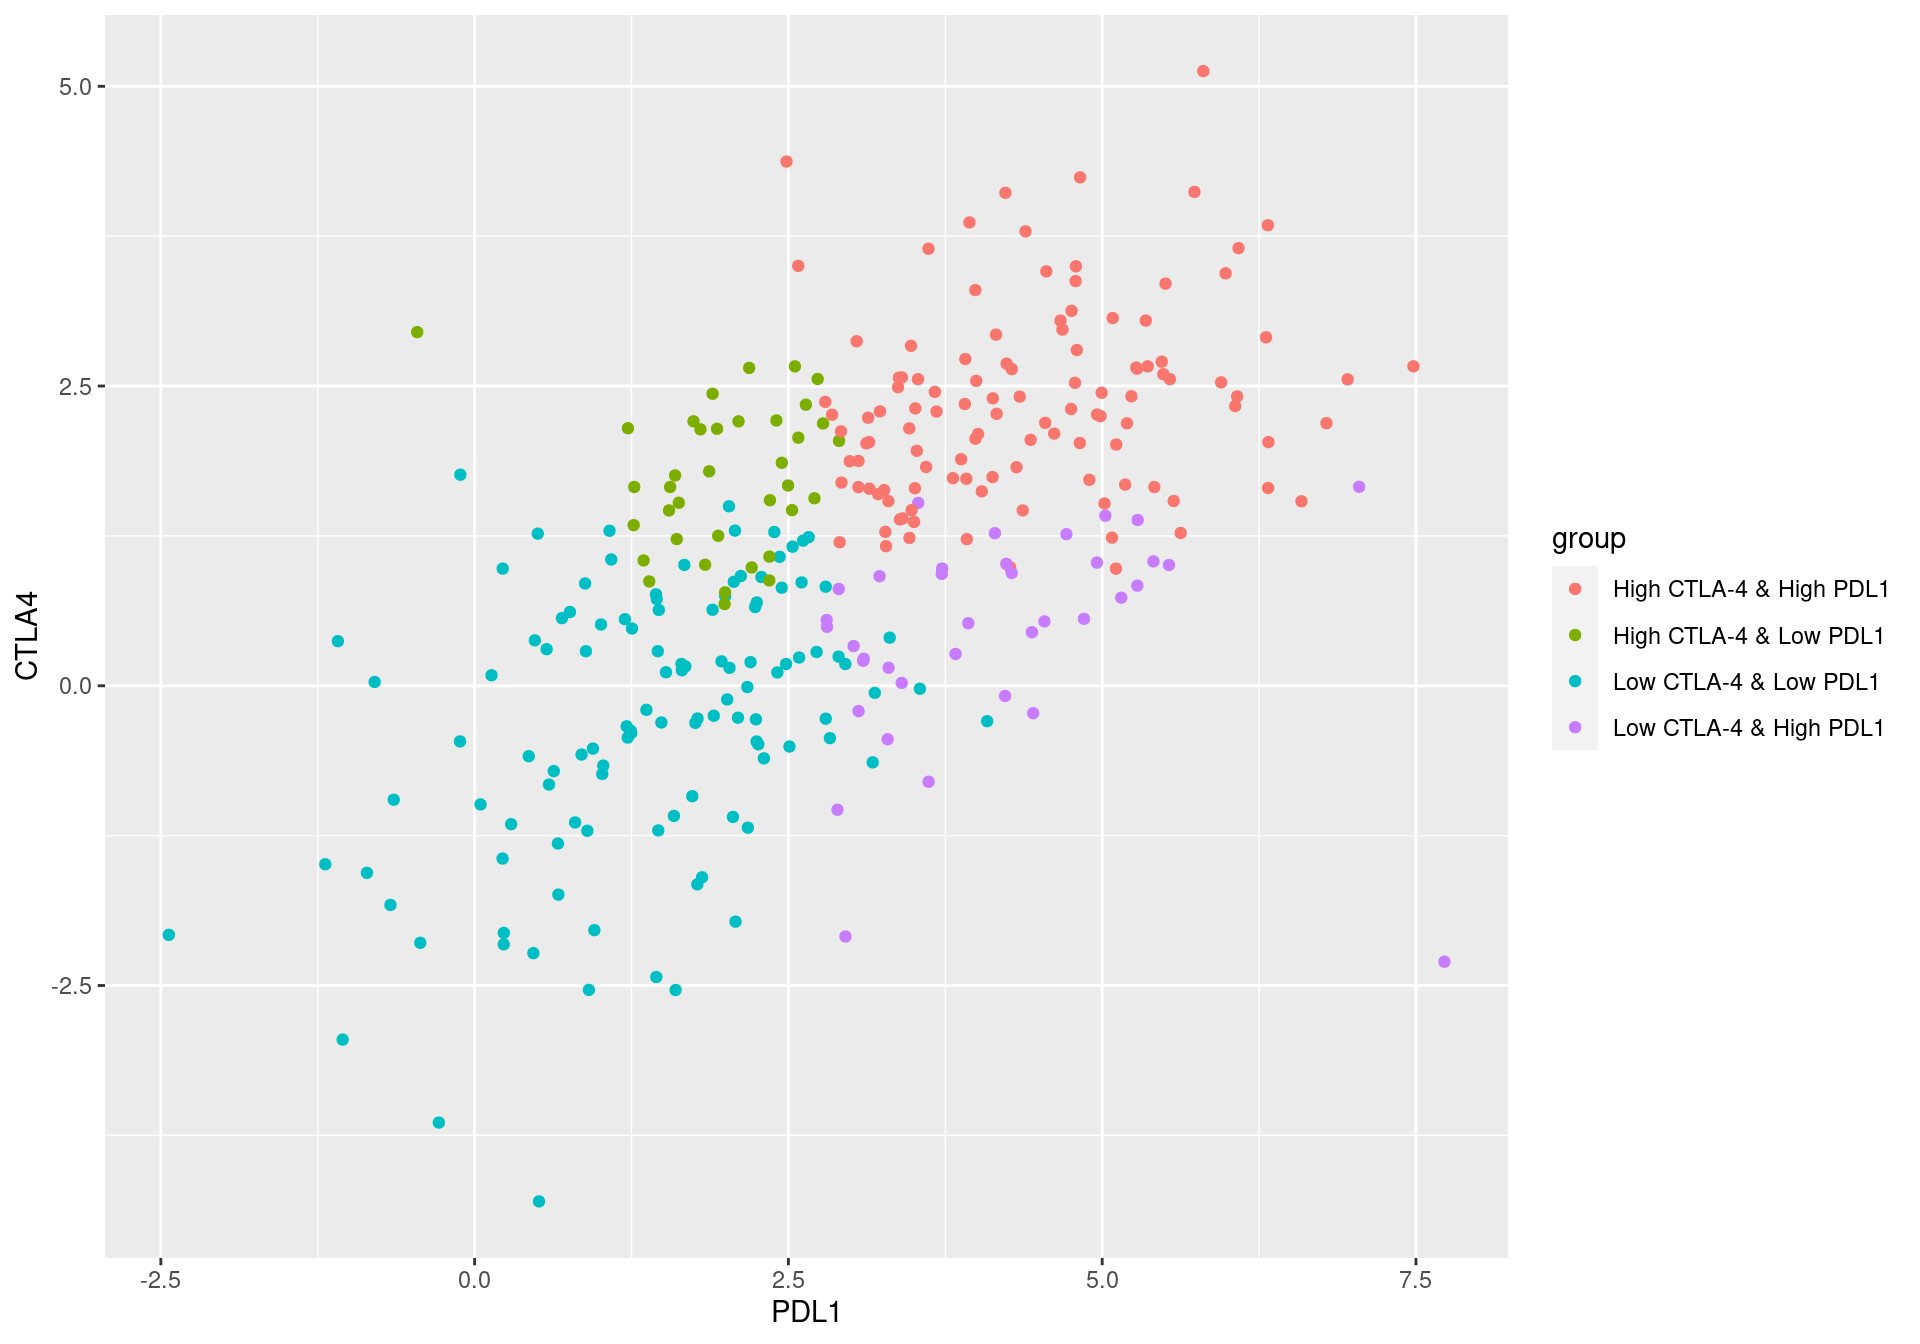 5.0
2.5
0.0
-2.5
CTLA4
-2.5 0.0 2.5 5.0 7.5
PDL1
group
High CTLA-4 & High PDL1
High CTLA-4 & Low PDL1
Low CTLA-4 & Low PDL1
Low CTLA-4 & High PDL1